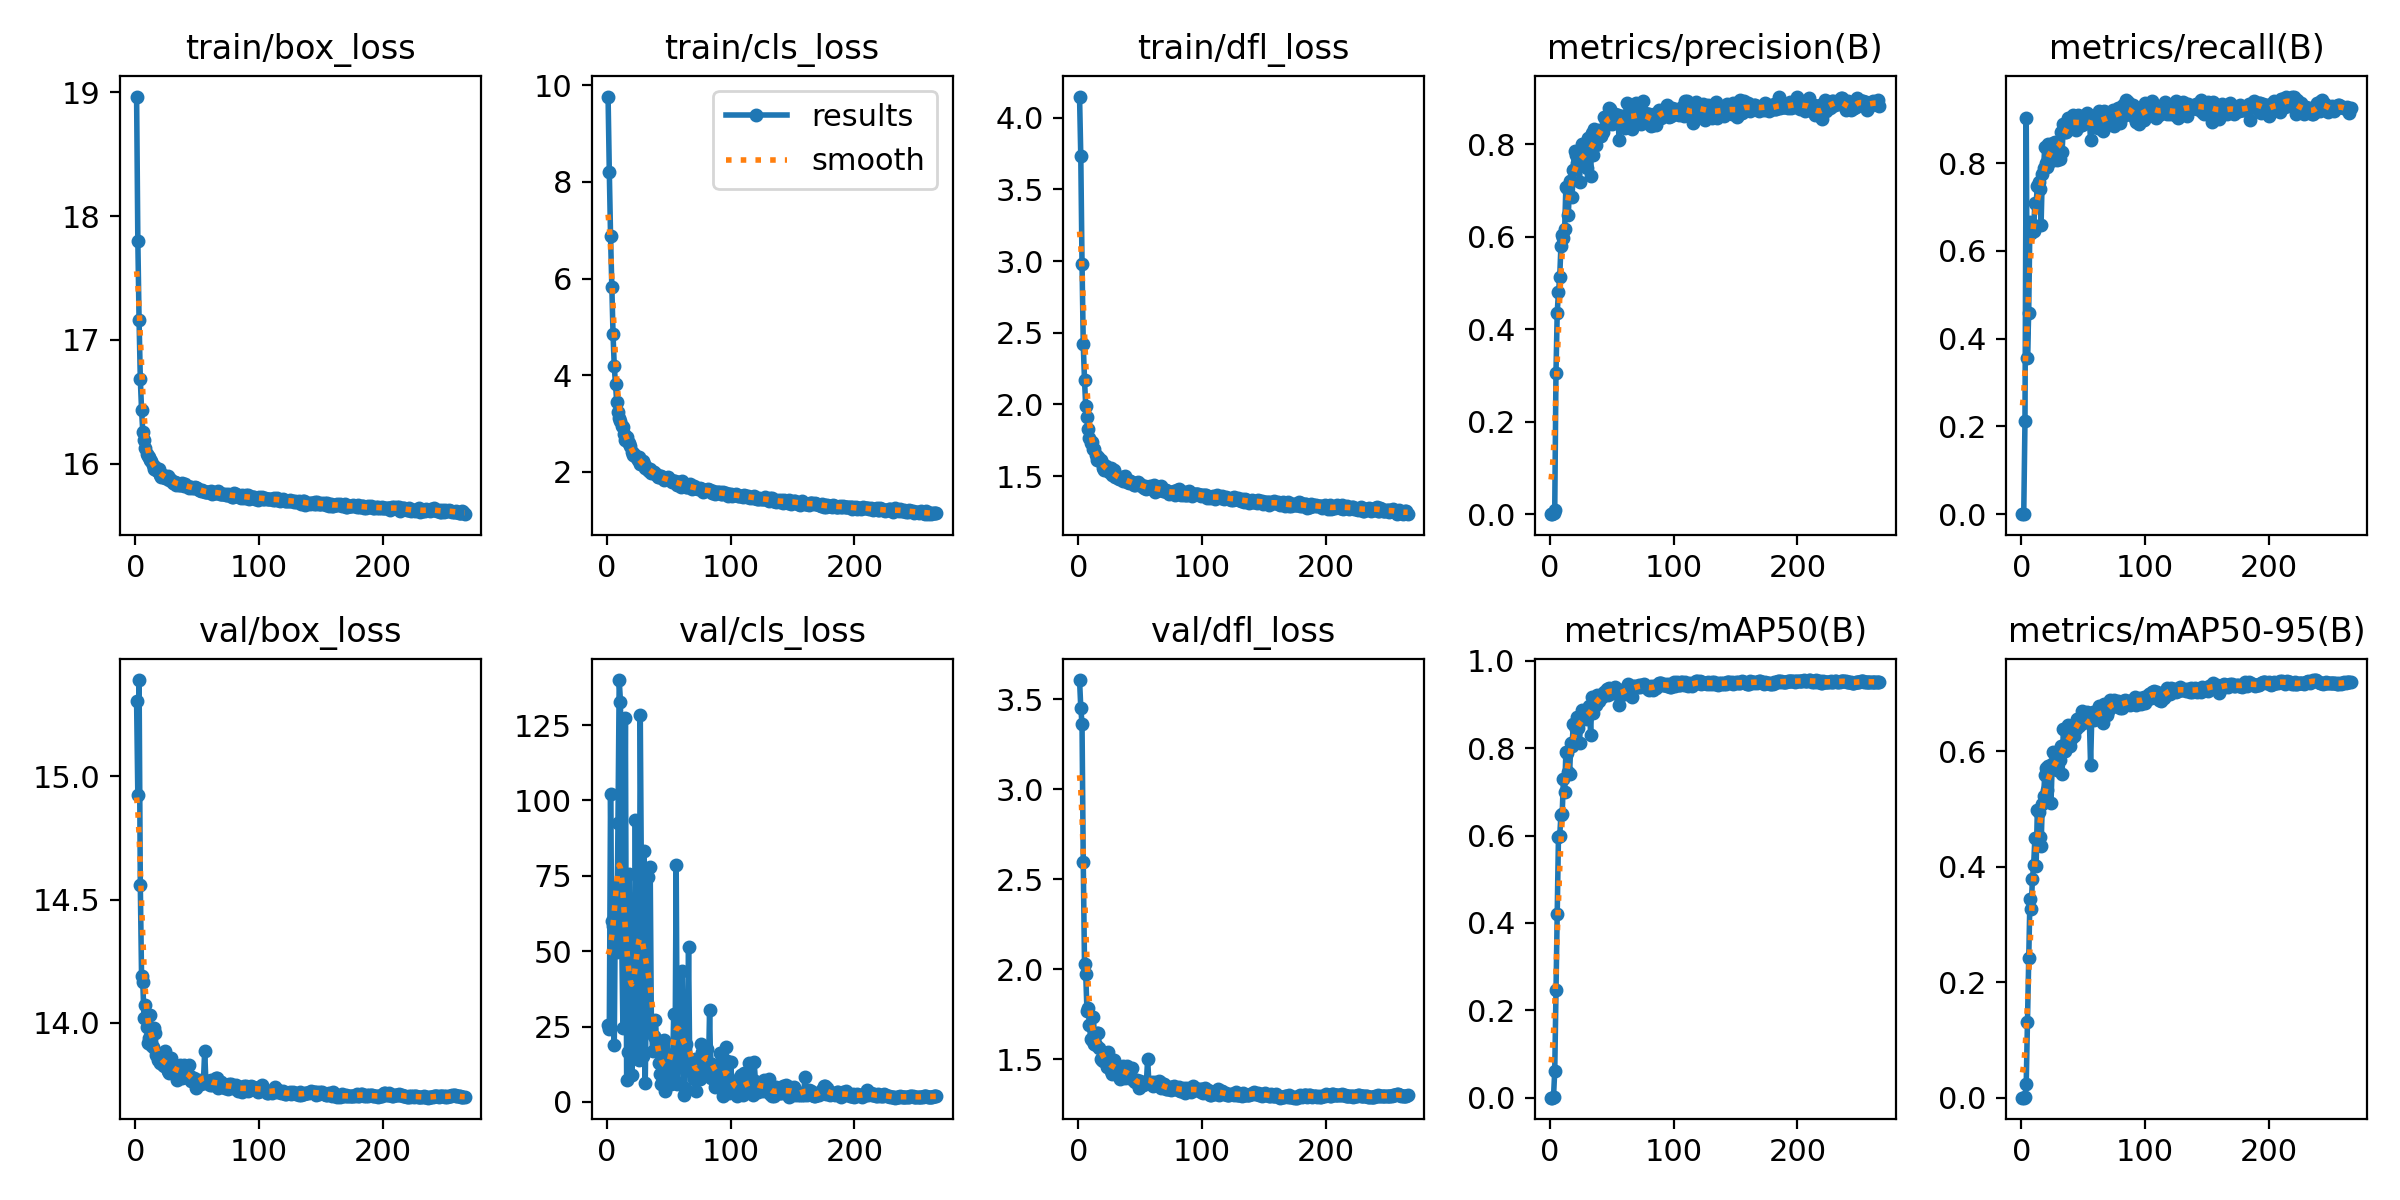 train/box_loss
19
18
17
16
0 100 200
train/cls_loss
10
8
6
4
2
0 100 200
results
smooth
train/dfl_loss
4.0
3.5
3.0
2.5
2.0
1.5
0 100 200
metrics/precision(B)
0.8
0.6
0.4
0.2
0.0
0 100 200
metrics/recall(B)
0.8
0.6
0.4
0.2
0.0
0 100 200
val/box_loss
15.0
14.5
14.0
0 100 200
val/cls_loss
125
100
75
50
25
0
0 100 200
val/dfl_loss
3.5
3.0
2.5
2.0
1.5
0 100 200
metrics/mAP50(B)
1.0
0.8
0.6
0.4
0.2
0.0
0 100 200
metrics/mAP50-95(B)
0.6
0.4
0.2
0.0
0 100 200